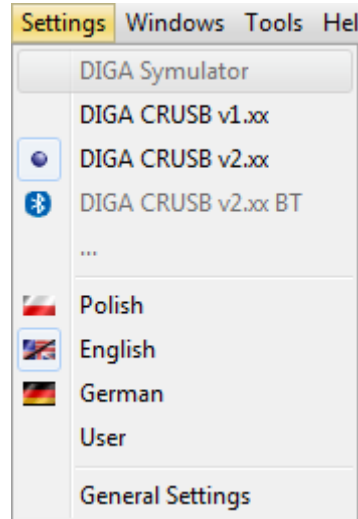 Settings Windows Tools Hel
DIGA Symulator
DIGA CRUSB v1.xx
DIGA CRUSB v2.xx
DIGA CRUSB v2.xx BT
...
Polish
English
German
User
General Settings